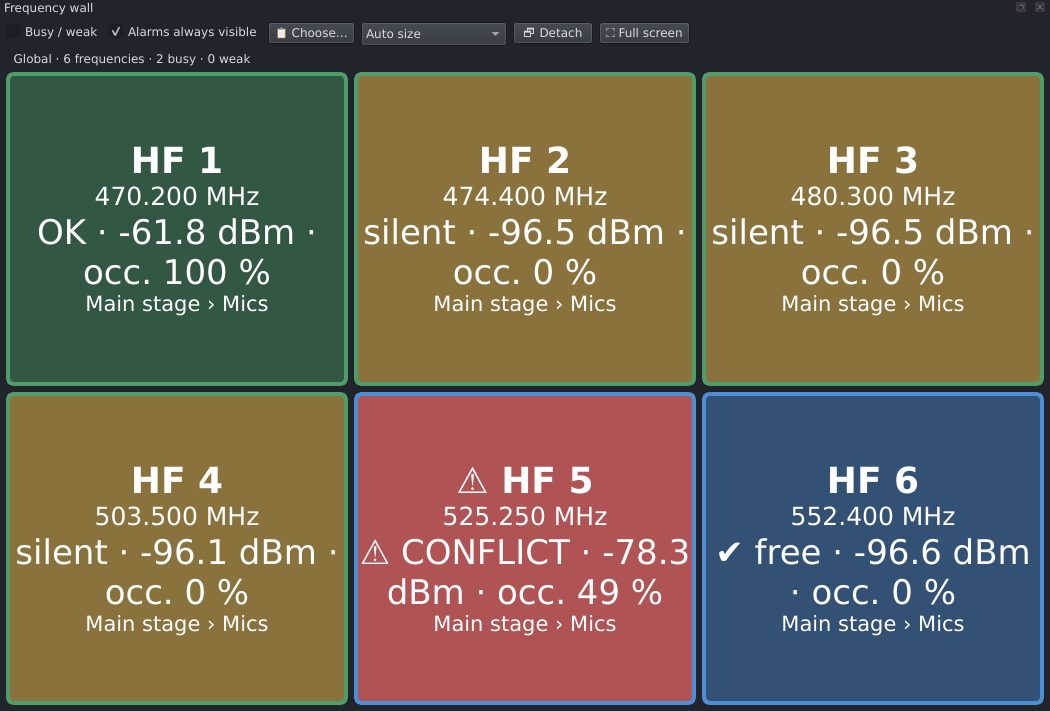 Frequency wall
Busy / weak
Alarms always visible
Choose...
Auto size
Detach
Full screen
Global · 6 frequencies · 2 busy · 0 weak
HF 1
470.200 MHz
OK · -61.8 dBm ·
occ. 100 %
Main stage › Mics
HF 2
474.400 MHz
silent · -96.5 dBm ·
occ. 0 %
Main stage › Mics
HF 3
480.300 MHz
silent · -96.5 dBm ·
occ. 0 %
Main stage › Mics
HF 4
503.500 MHz
silent · -96.1 dBm ·
occ. 0 %
Main stage › Mics
⚠ HF 5
525.250 MHz
⚠ CONFLICT · -78.3
dBm · occ. 49 %
Main stage › Mics
HF 6
552.400 MHz
✔ free · -96.6 dBm
· occ. 0 %
Main stage › Mics